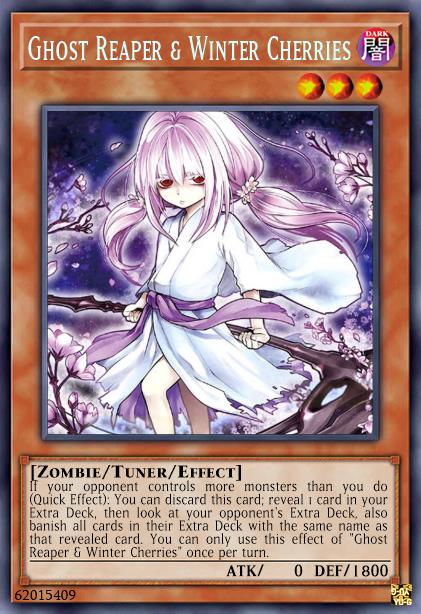 Ghost Reaper & Winter Cherries
DARK
闇
[Zombie/Tuner/Effect]
If your opponent controls more monsters than you do
(Quick Effect): You can discard this card; reveal 1 card in your
Extra Deck, then look at your opponent's Extra Deck, also
banish all cards in their Extra Deck with the same name as
that revealed card. You can only use this effect of "Ghost
Reaper & Winter Cherries" once per turn.
ATK/ 0 DEF/1800
62015409